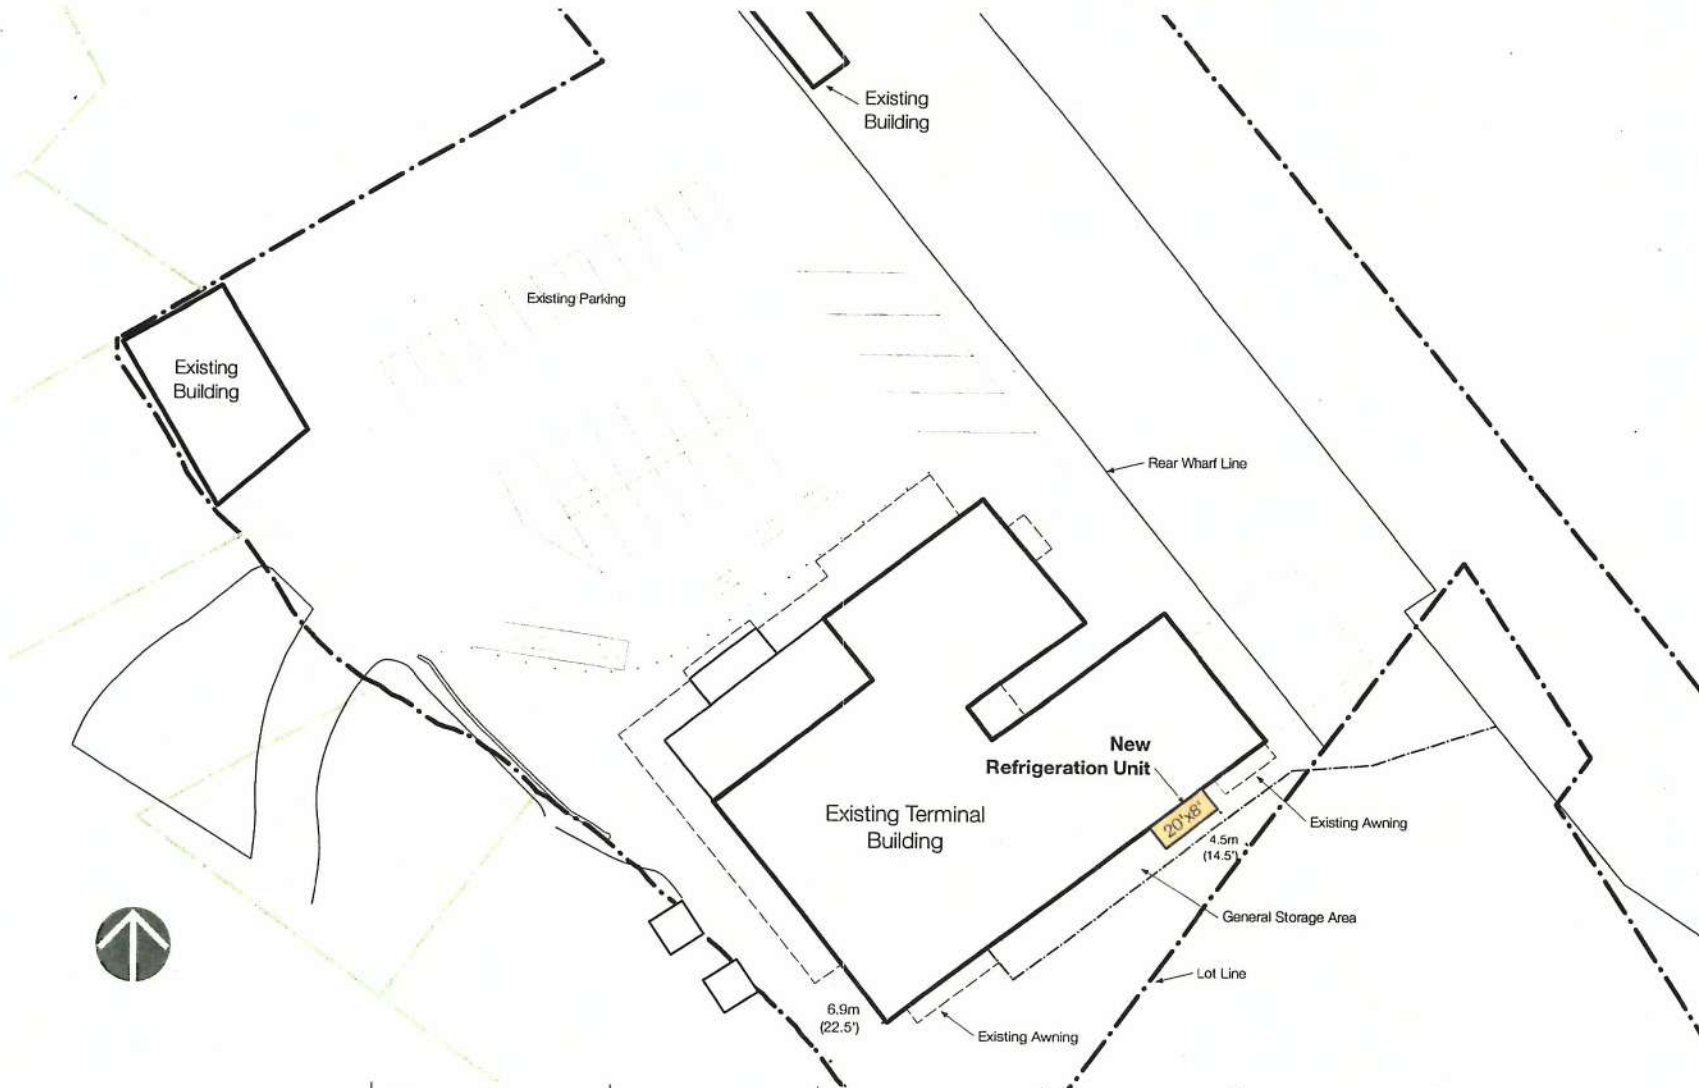 Existing
Building
Existing Parking
Existing
Building
Rear Wharf Line
New
Refrigeration Unit
20'x8'
Existing Terminal
Building
Existing Awning
4.5m
(14.5')
General Storage Area
Lot Line
6.9m
(22.5')
Existing Awning